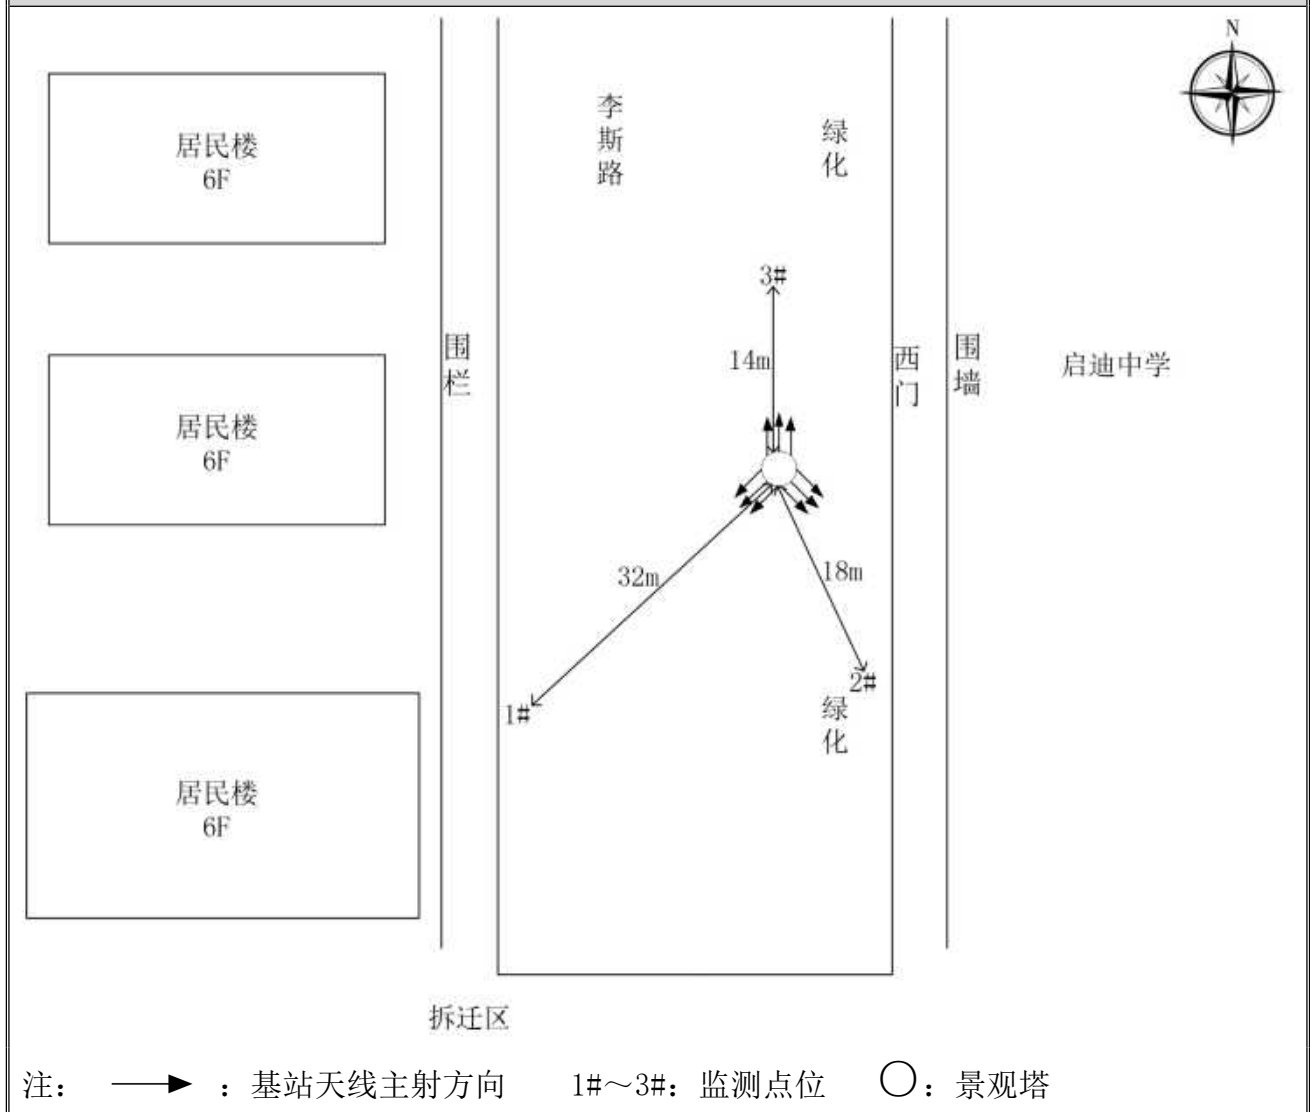 N
李斯路
绿化
居民楼
6F
3#
围栏
14m
西门
围墙
启迪中学
居民楼
6F
32m
18m
2#
1#
绿化
居民楼
6F
拆迁区
注： ：基站天线主射方向 1#～3#：监测点位 ：景观塔